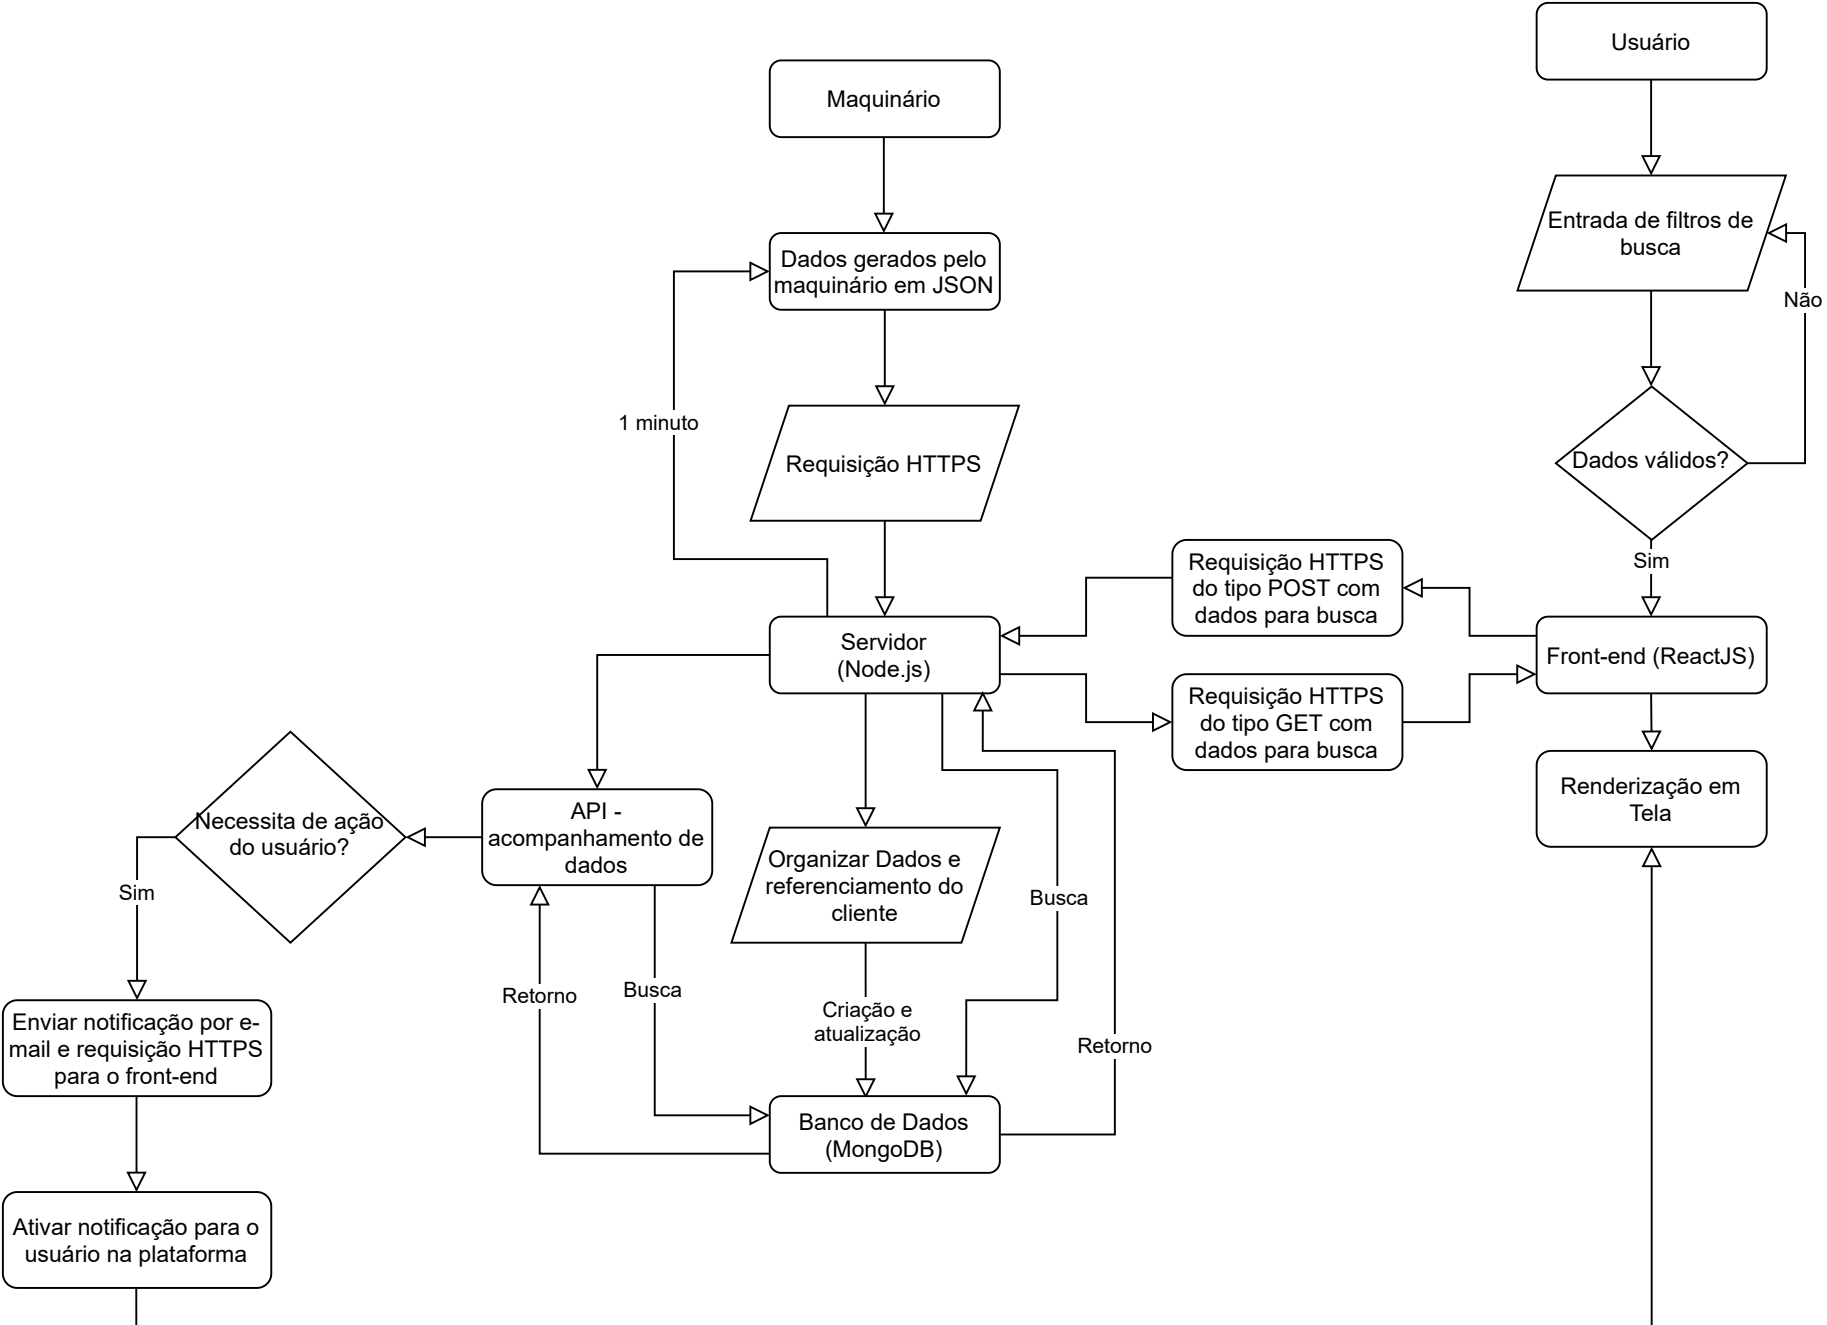 Usuário
Maquinário
Entrada de filtros de
busca
Dados gerados pelo
maquinário em JSON
Não
1 minuto
Requisição HTTPS
Dados válidos?
Sim
Requisição HTTPS
do tipo POST com
dados para busca
Servidor
(Node.js)
Front-end (ReactJS)
Requisição HTTPS
do tipo GET com
dados para busca
Renderização em
Tela
Necessita de ação
do usuário?
API -
acompanhamento de
dados
Organizar Dados e
referenciamento do
cliente
Sim
Busca
Retorno
Busca
Criação e
atualização
Retorno
Enviar notificação por e-
mail e requisição HTTPS
para o front-end
Banco de Dados
(MongoDB)
Ativar notificação para o
usuário na plataforma